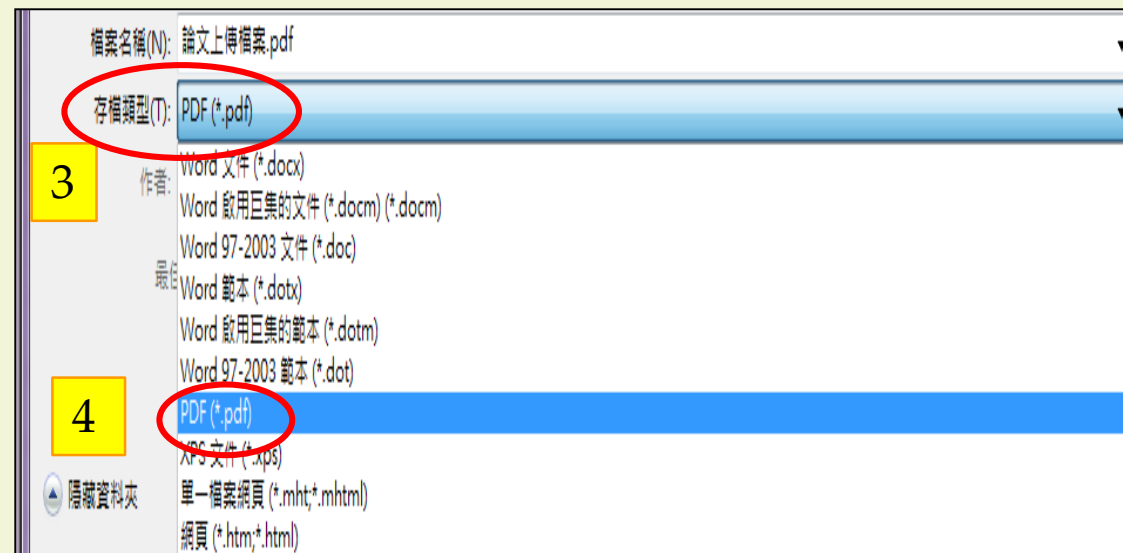 檔案名稱(N): 論文上傳檔案.pdf
存檔類型(T): PDF (*.pdf)
3
作者:
Word 文件 (*.docx)
Word 啟用巨集的文件 (*.docm) (*.docm)
Word 97-2003 文件 (*.doc)
最佳
Word 範本 (*.dotx)
Word 啟用巨集的範本 (*.dotm)
Word 97-2003 範本 (*.dot)
4
PDF (*.pdf)
XPS 文件 (*.xps)
隱藏資料夾
單一檔案網頁 (*.mht;*.mhtml)
網頁 (*.htm;*.html)